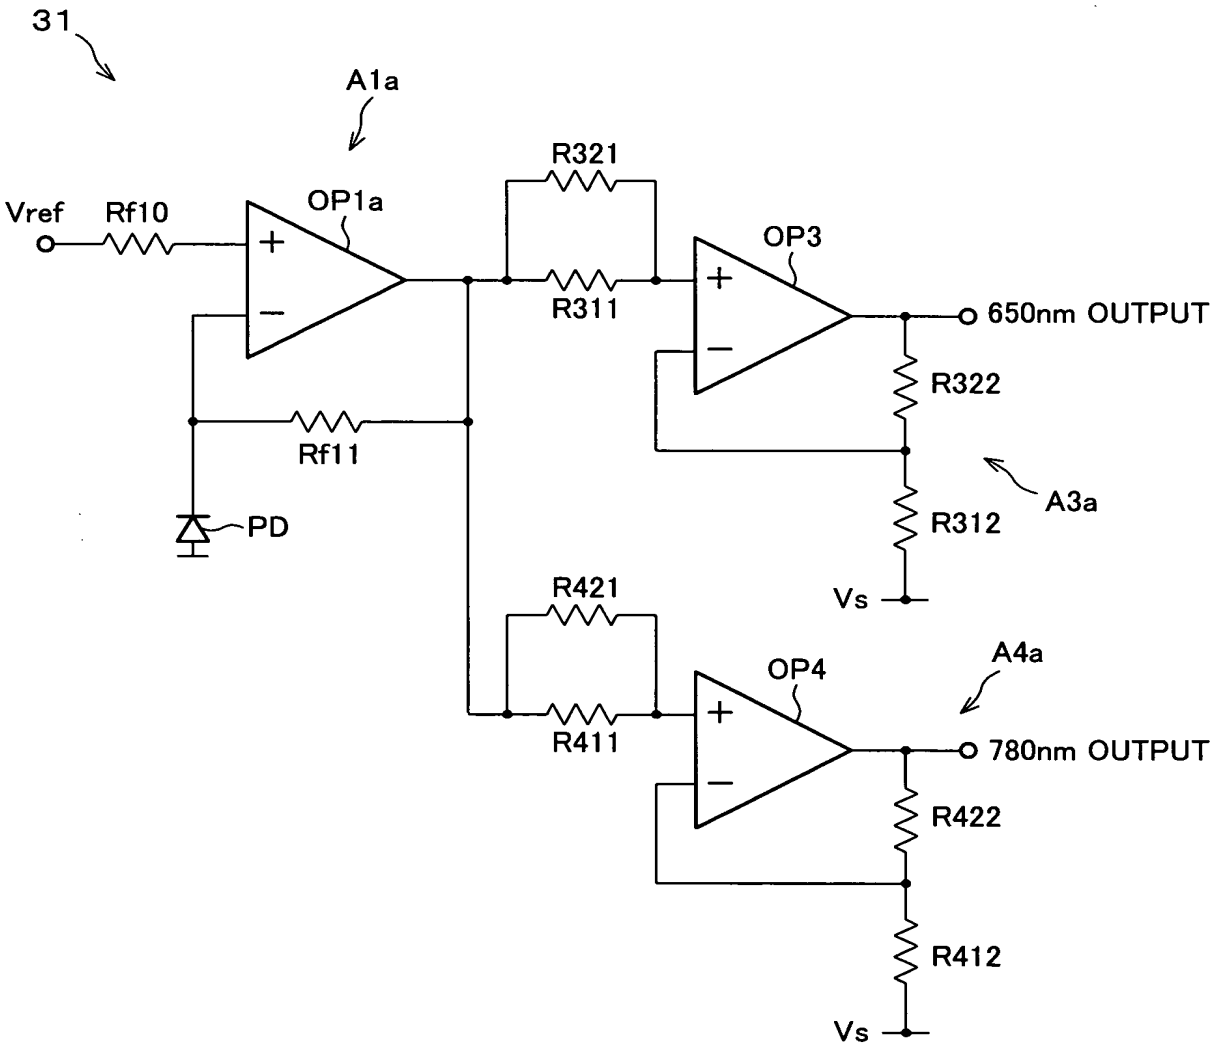 31
A1a
R321
Vref
Rf10
OP1a
+
−
R311
OP3
+
−
650nm OUTPUT
R322
Rf11
A3a
PD
R312
Vs
R421
A4a
OP4
R411
+
−
780nm OUTPUT
R422
R412
Vs